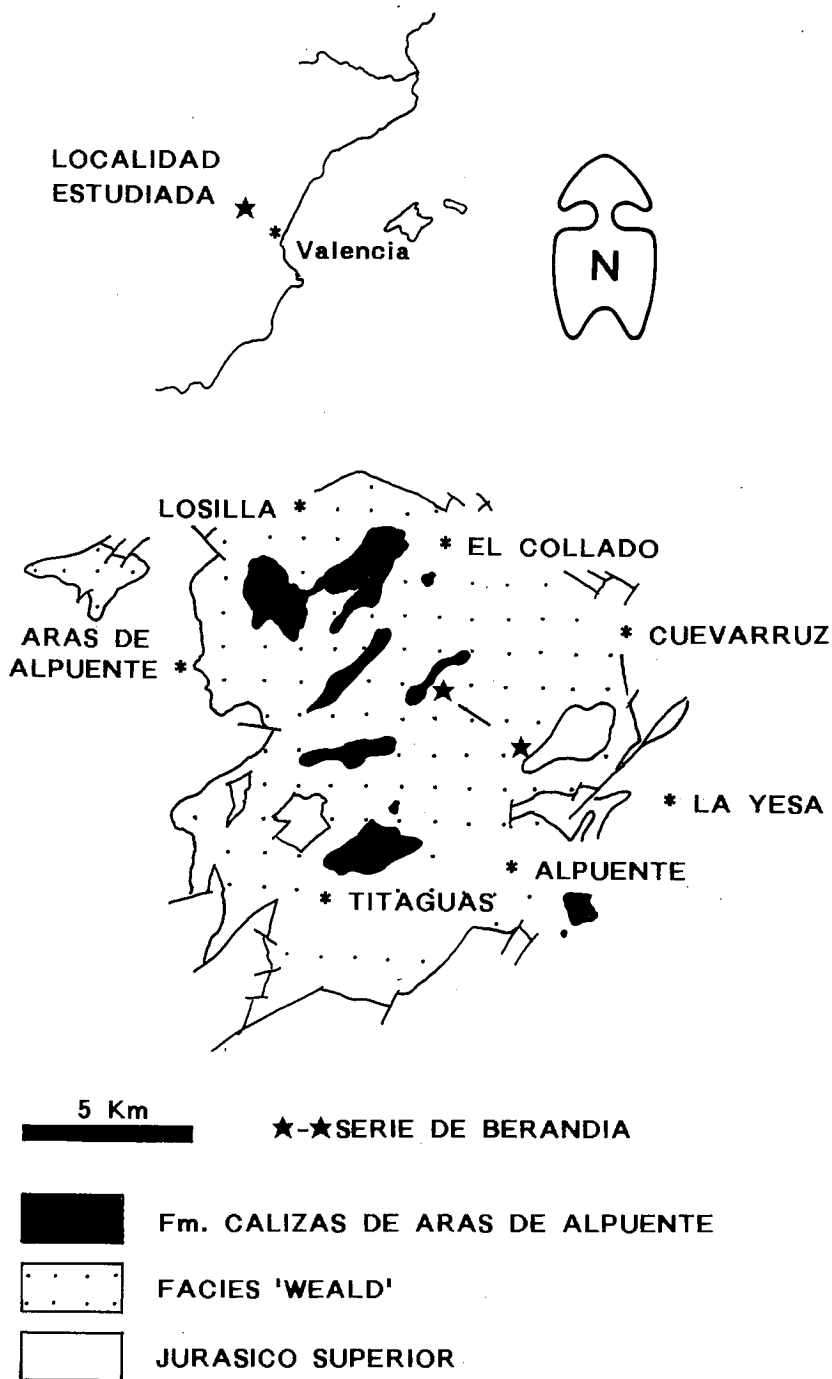 LOCALIDAD
ESTUDIADA
Valencia
N
LOSILLA
EL COLLADO
ARAS DE
ALPUENTE
CUEVARRUZ
LA YESA
ALPUENTE
TITAGUAS
5 Km
★-★SERIE DE BERANDIA
Fm. CALIZAS DE ARAS DE ALPUENTE
FACIES 'WEALD'
JURASICO SUPERIOR